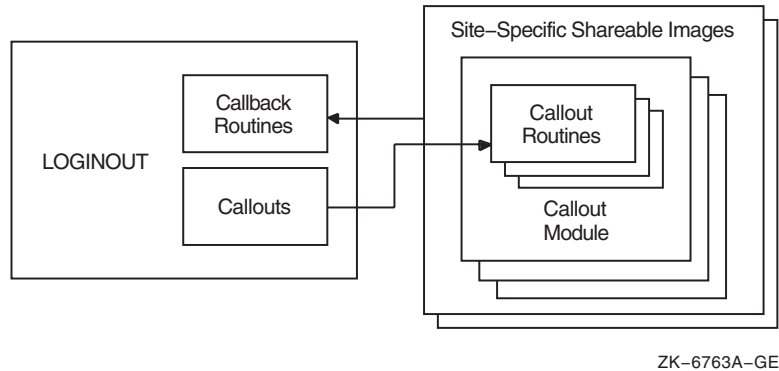 Site–Specific Shareable Images
Callback
Routines
Callout
Routines
LOGINOUT
Callouts
Callout
Module
ZK–6763A–GE